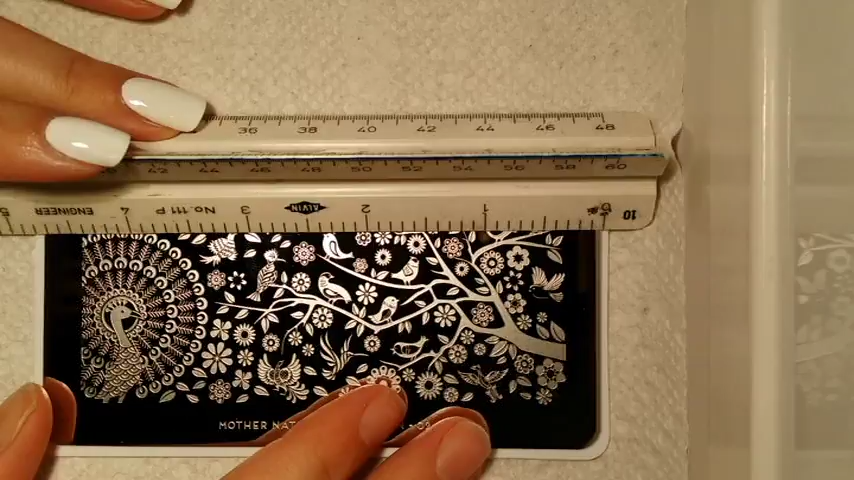 36 38 40 42 44 46 48
42 44 46 48 50 52 54 56 58 60
5 ENGINEER 4 No. 111 P 3 ALVIN 2 1 10
MOTHER NAT